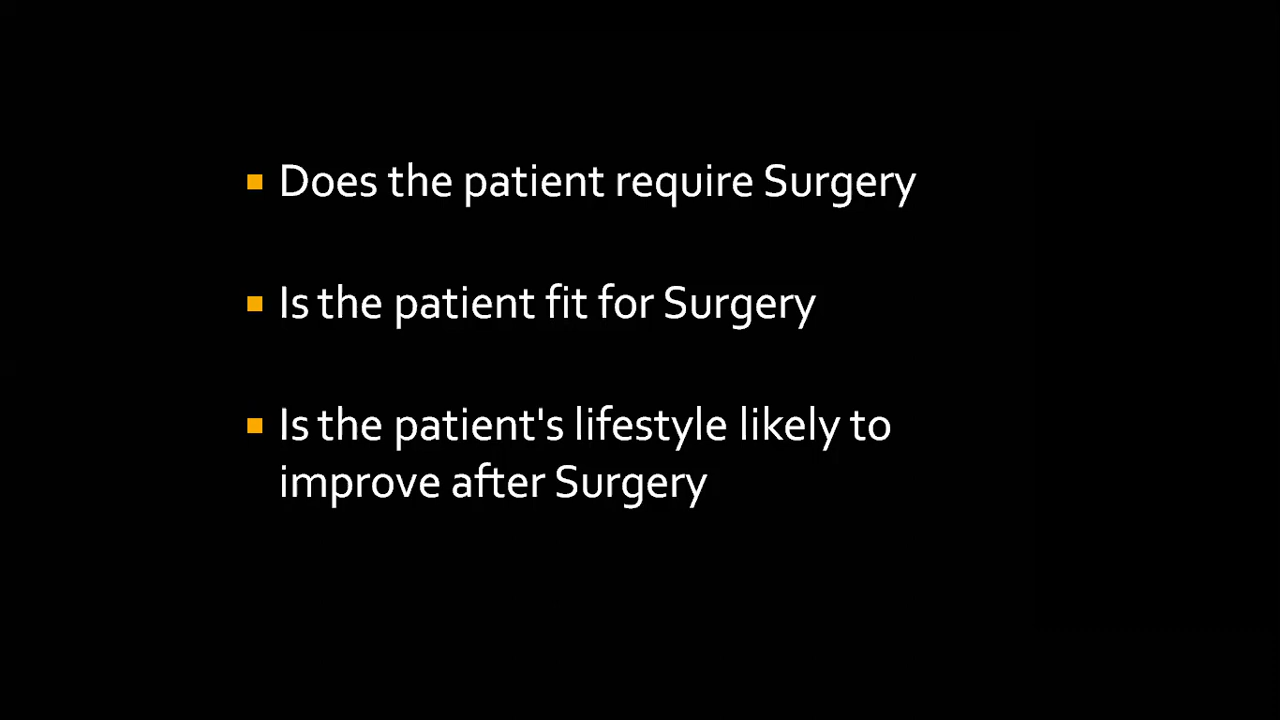 ▪ Does the patient require Surgery
▪ Is the patient fit for Surgery
▪ Is the patient's lifestyle likely to
improve after Surgery